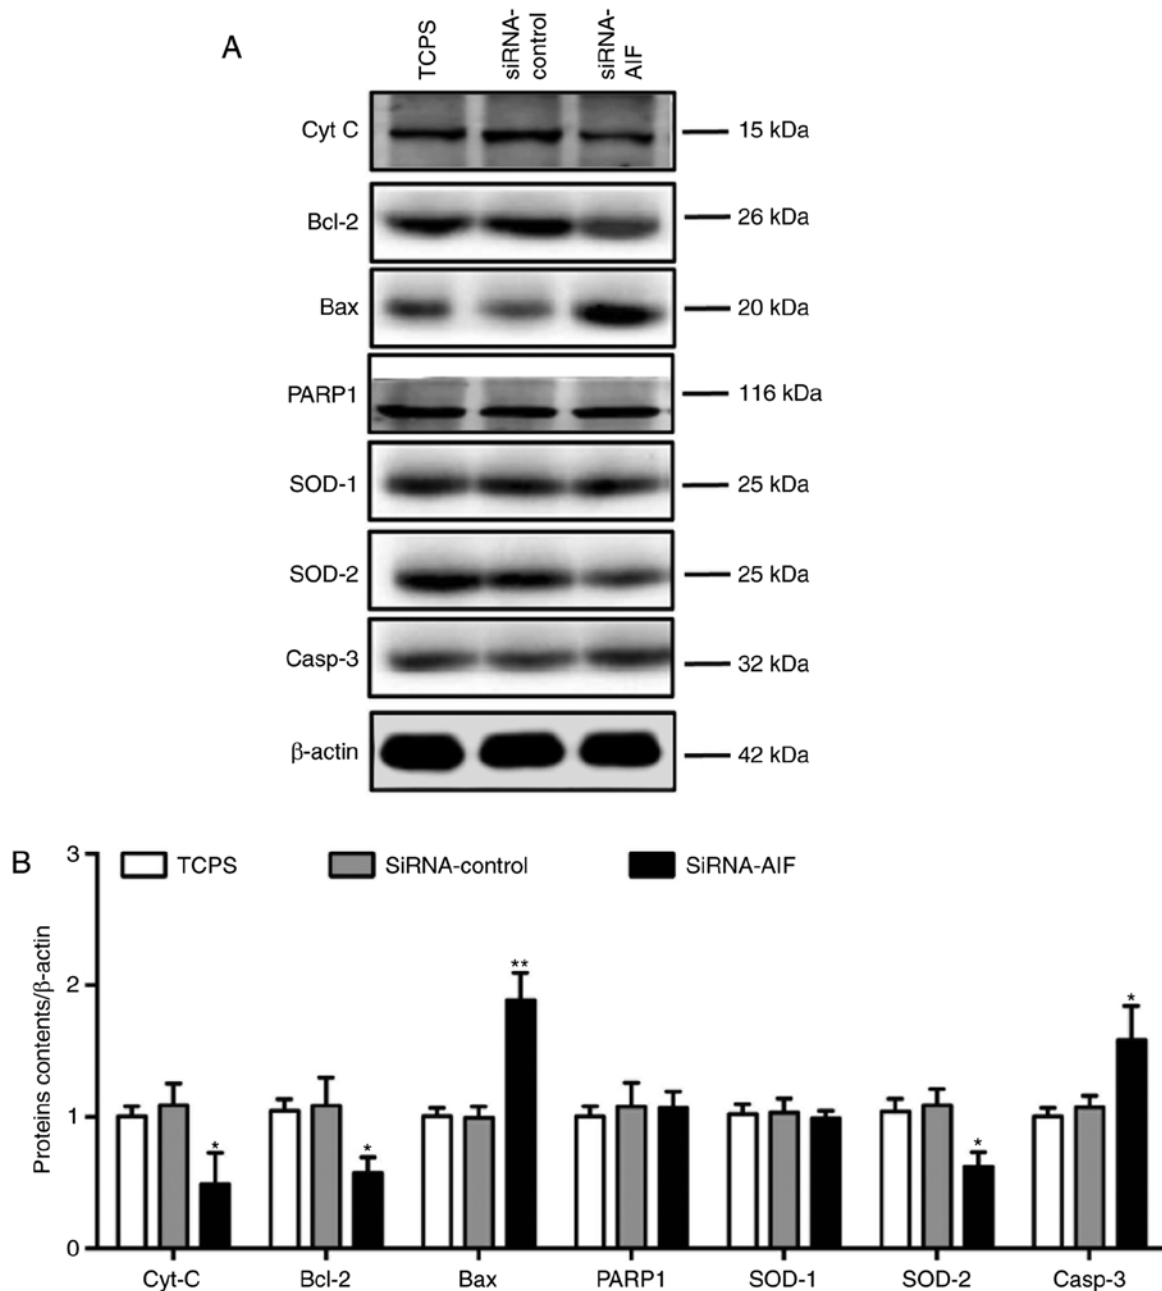 A
TCPS
siRNA-
control
siRNA-
AIF
Cyt C
15 kDa
Bcl-2
26 kDa
Bax
20 kDa
PARP1
116 kDa
SOD-1
25 kDa
SOD-2
25 kDa
Casp-3
32 kDa
β-actin
42 kDa
B
3
TCPS
SiRNA-control
SiRNA-AIF
Proteins contents/β-actin
2
1
0
*
*
**
*
*
Cyt-C
Bcl-2
Bax
PARP1
SOD-1
SOD-2
Casp-3